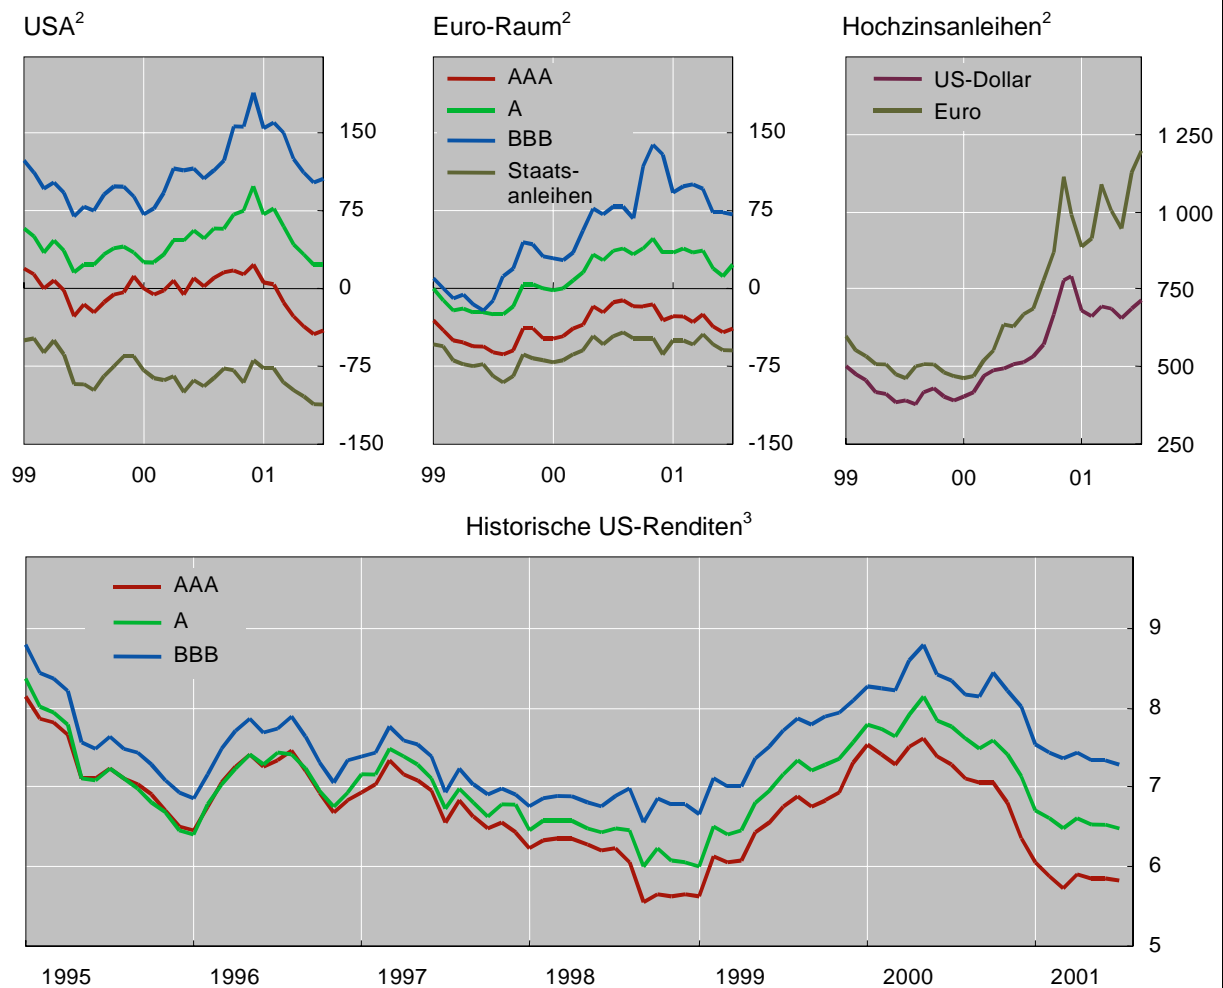 USA²
150
75
0
-75
-150
99 00 01
Euro-Raum²
AAA
A
BBB
Staats-
anleihen
150
75
0
-75
-150
99 00 01
Hochzinsanleihen²
US-Dollar
Euro
1 250
1 000
750
500
250
99 00 01
Historische US-Renditen³
AAA
A
BBB
9
8
7
6
5
1995 1996 1997 1998 1999 2000 2001